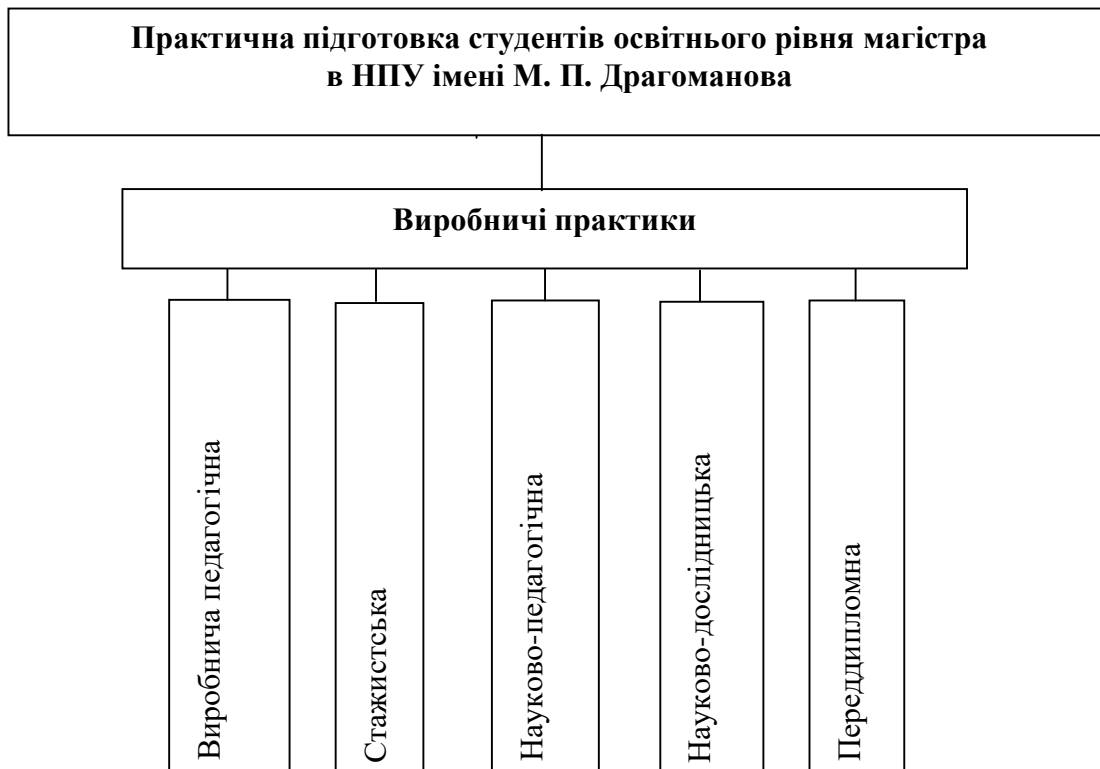 Практична підготовка студентів освітнього рівня магістра
в НПУ імені М. П. Драгоманова
Виробничі практики
Виробнича педагогічна
Стажистська
Науково-педагогічна
Науково-дослідницька
Переддипломна